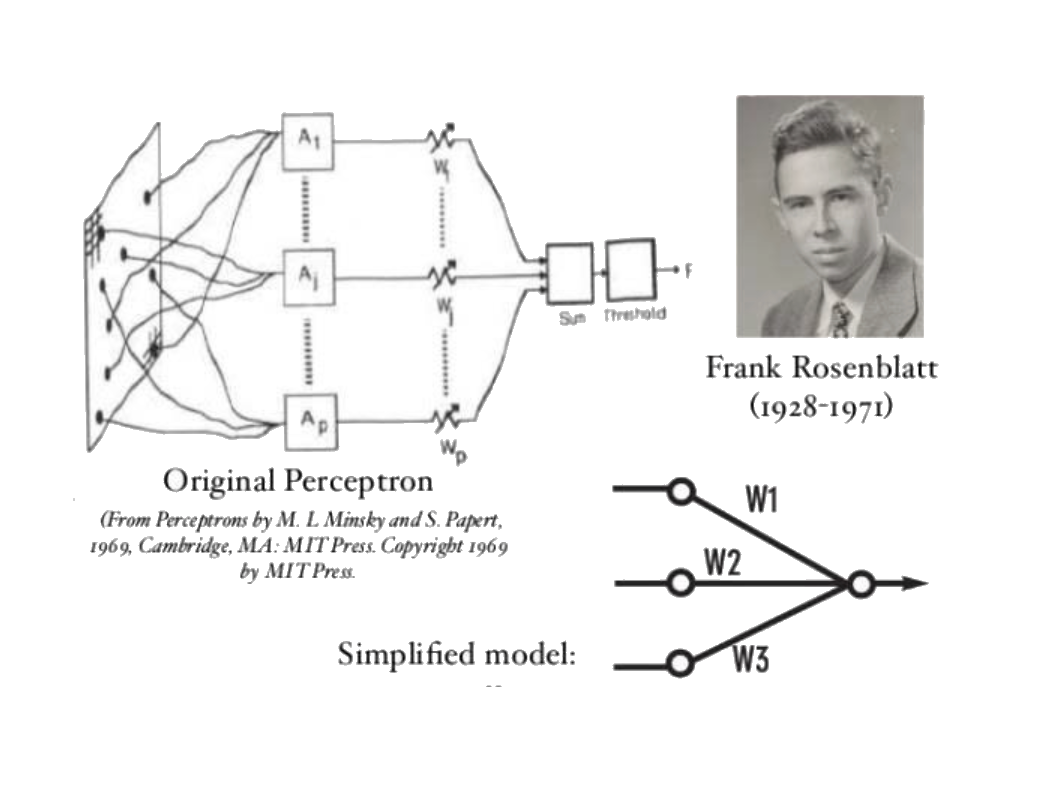 A1
W1
Aj
Wj
Sum
Threshold
F
Ap
Wp
Frank Rosenblatt
(1928-1971)
Original Perceptron
(From Perceptrons by M. L Minsky and S. Papert,
1969, Cambridge, MA: MIT Press. Copyright 1969
by MIT Press.
W1
W2
W3
Simplified model: